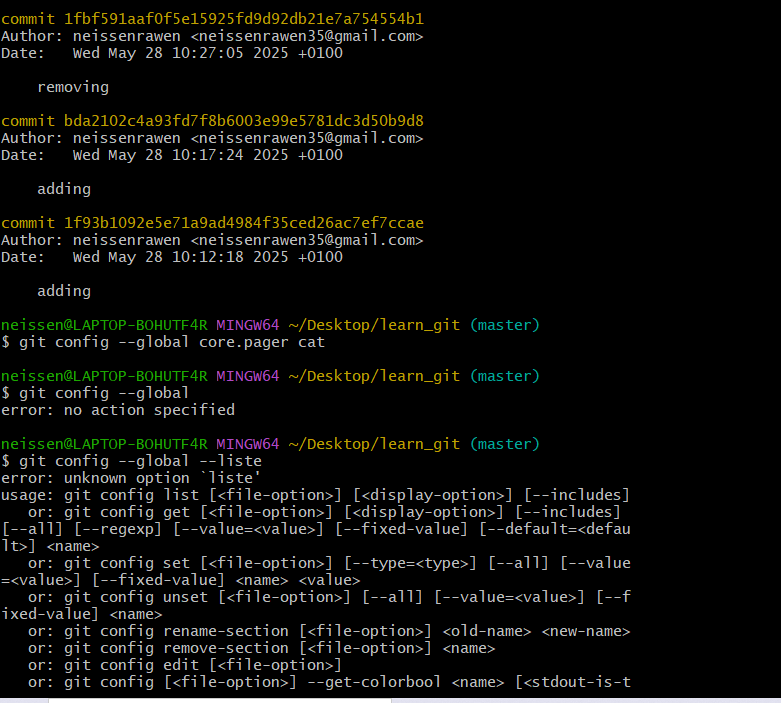 commit 1fbf591aaf0f5e15925fd9d92db21e7a754554b1
Author: neissenrawen <neissenrawen35@gmail.com>
Date:   Wed May 28 10:27:05 2025 +0100
    removing
commit bda2102c4a93fd7f8b6003e99e5781dc3d50b9d8
Author: neissenrawen <neissenrawen35@gmail.com>
Date:   Wed May 28 10:17:24 2025 +0100
    adding
commit 1f93b1092e5e71a9ad4984f35ced26ac7ef7ccae
Author: neissenrawen <neissenrawen35@gmail.com>
Date:   Wed May 28 10:12:18 2025 +0100
    adding
neissen@LAPTOP-BOHUTF4R MINGW64 ~/Desktop/learn_git (master)
$ git config --global core.pager cat
neissen@LAPTOP-BOHUTF4R MINGW64 ~/Desktop/learn_git (master)
$ git config --global
error: no action specified
neissen@LAPTOP-BOHUTF4R MINGW64 ~/Desktop/learn_git (master)
$ git config --global --liste
error: unknown option `liste'
usage: git config list [<file-option>] [<display-option>] [--includes]
   or: git config get [<file-option>] [<display-option>] [--includes]
[--all] [--regexp] [--value=<value>] [--fixed-value] [--default=<defau
lt>] <name>
   or: git config set [<file-option>] [--type=<type>] [--all] [--value
=<value>] [--fixed-value] <name> <value>
   or: git config unset [<file-option>] [--all] [--value=<value>] [--f
ixed-value] <name>
   or: git config rename-section [<file-option>] <old-name> <new-name>
   or: git config remove-section [<file-option>] <name>
   or: git config edit [<file-option>]
   or: git config [<file-option>] --get-colorbool <name> [<stdout-is-t